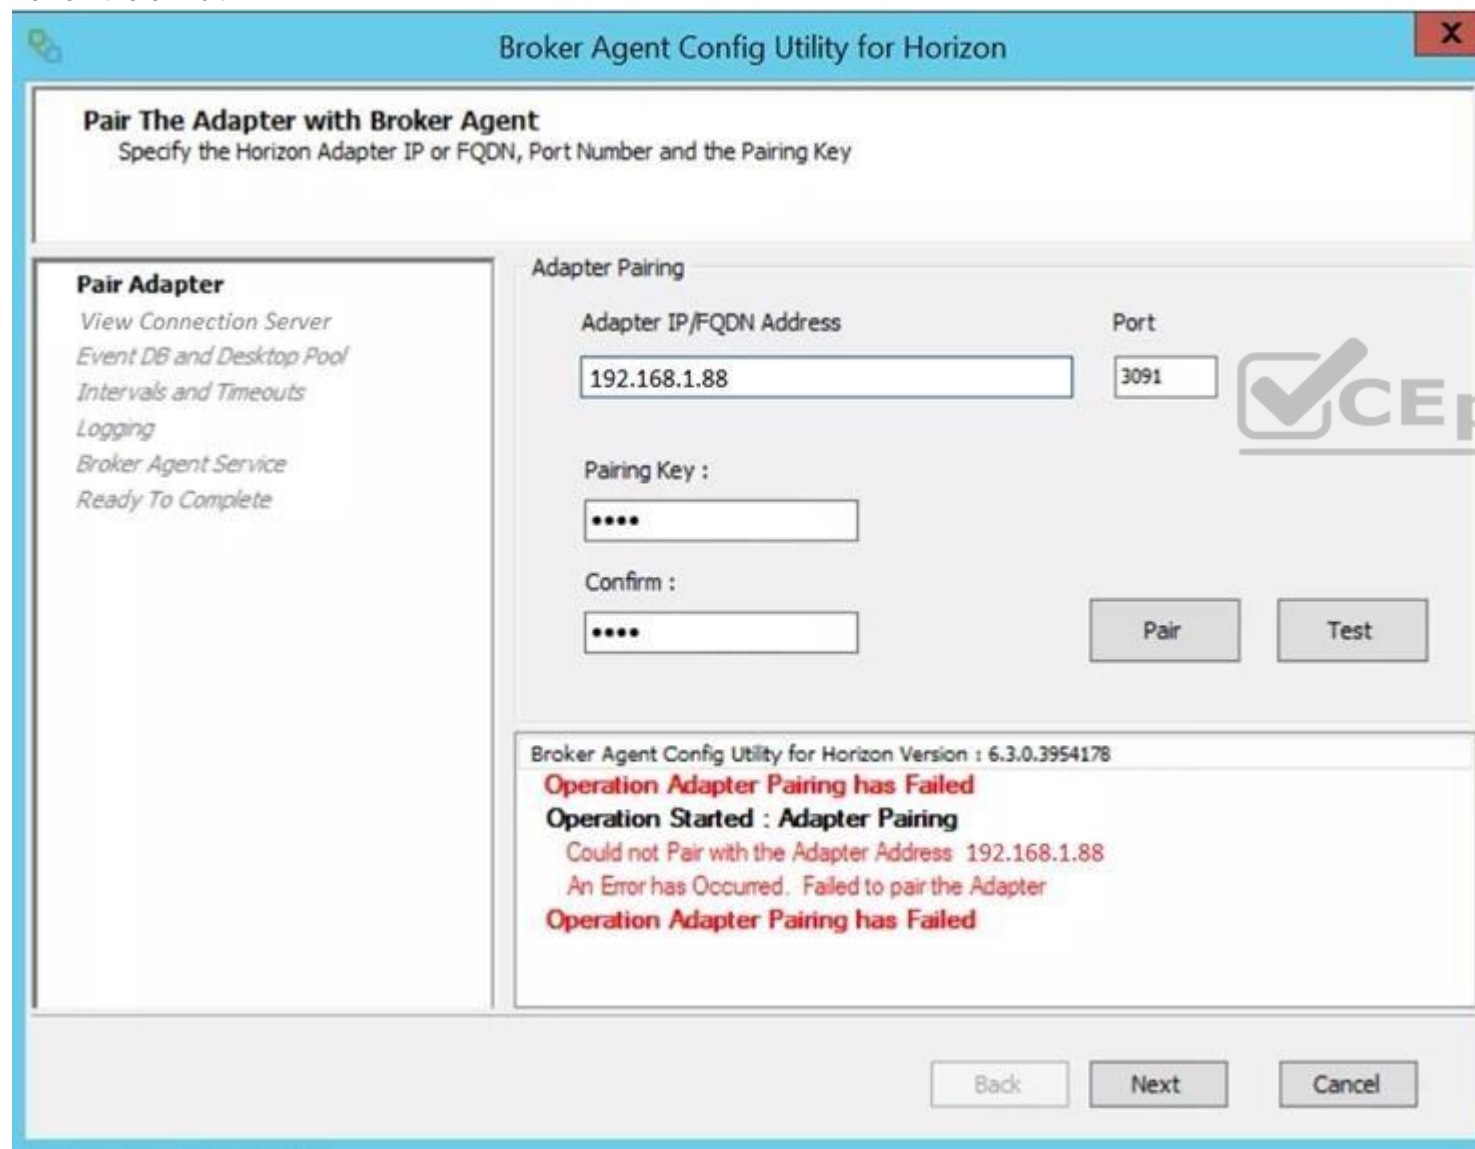 Broker Agent Config Utility for Horizon
X
Pair The Adapter with Broker Agent
Specify the Horizon Adapter IP or FQDN, Port Number and the Pairing Key
Pair Adapter
View Connection Server
Event DB and Desktop Pool
Intervals and Timeouts
Logging
Broker Agent Service
Ready To Complete
Adapter Pairing
Adapter IP/FQDN Address
Port
192.168.1.88
3091
CEp
Pairing Key :
••••
Confirm :
••••
Pair
Test
Broker Agent Config Utility for Horizon Version : 6.3.0.3954178
Operation Adapter Pairing has Failed
Operation Started : Adapter Pairing
Could not Pair with the Adapter Address 192.168.1.88
An Error has Occurred. Failed to pair the Adapter
Operation Adapter Pairing has Failed
Back
Next
Cancel